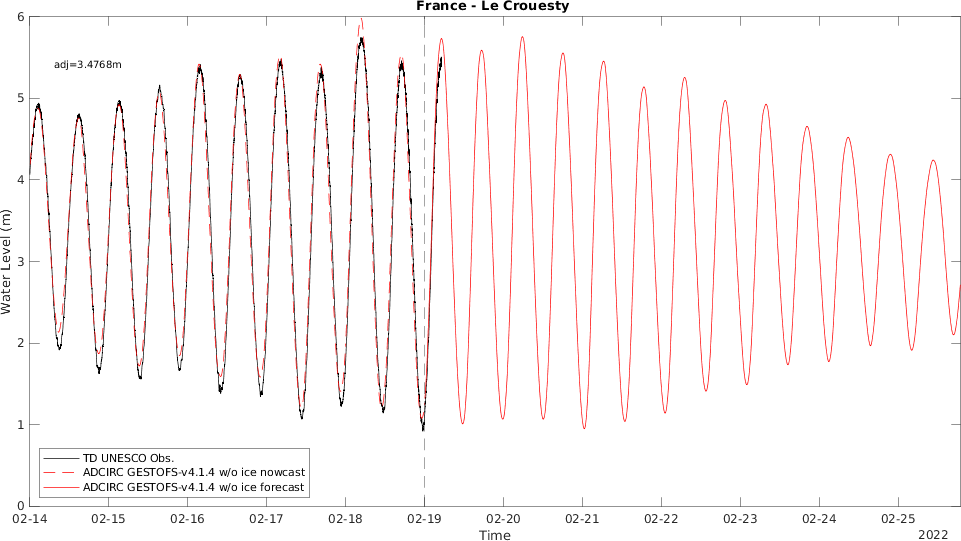 France - Le Crouesty
adj=3.4768m
Water Level (m)
6
5
4
3
2
1
0
TD UNESCO Obs.
ADCIRC GESTOFS-v4.1.4 w/o ice nowcast
ADCIRC GESTOFS-v4.1.4 w/o ice forecast
02-14 02-15 02-16 02-17 02-18 02-19 02-20 02-21 02-22 02-23 02-24 02-25
Time
2022